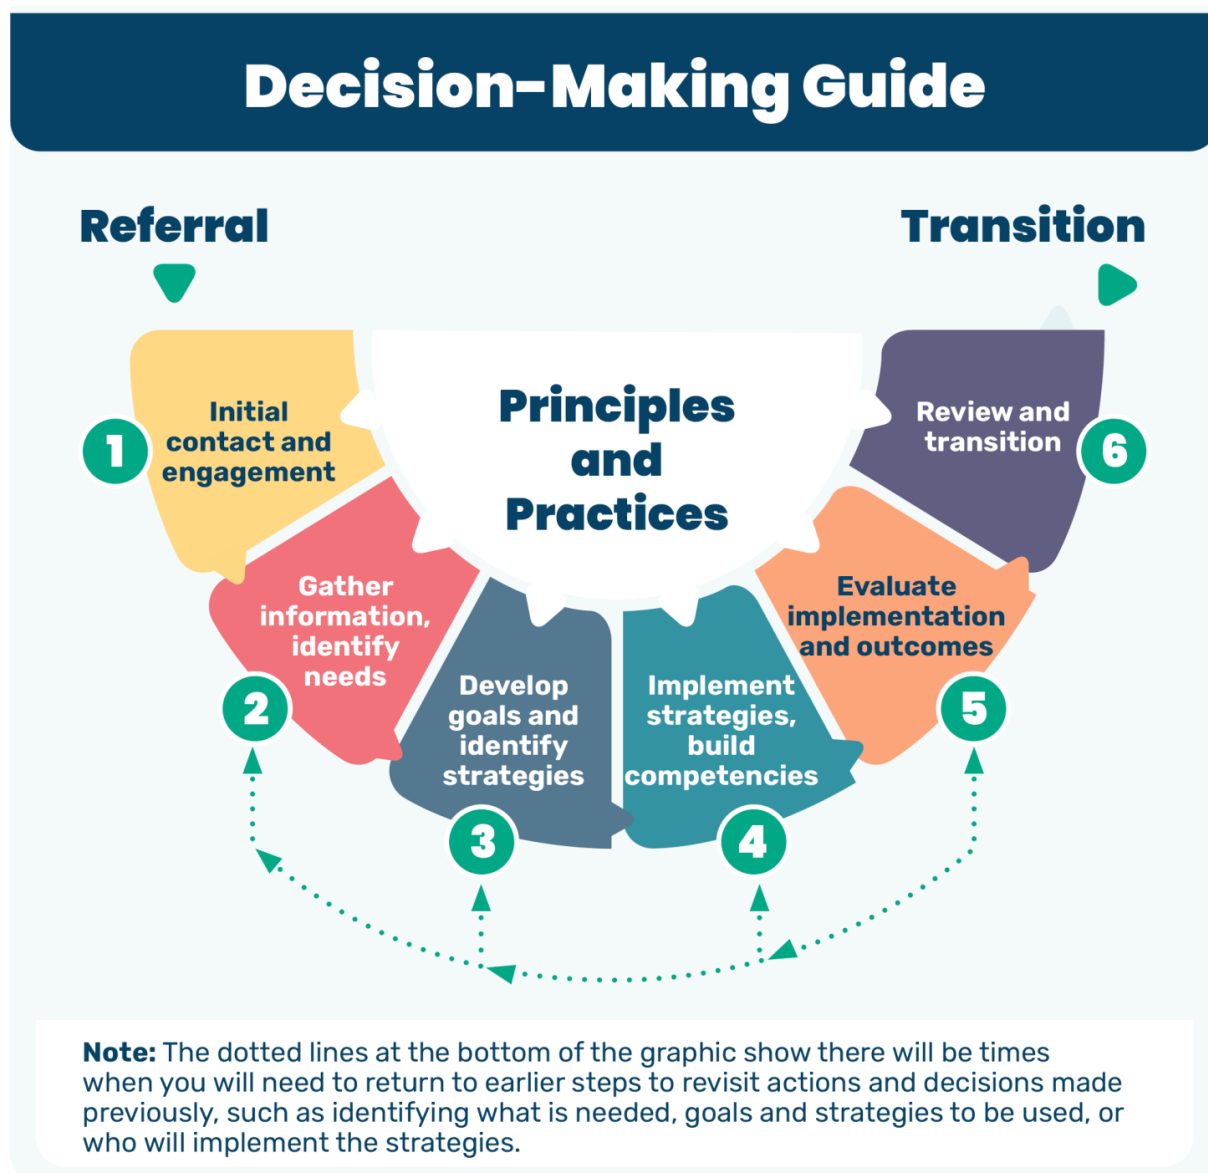 Decision-Making Guide
Referral
Transition
Principles
and
Practices
1
Initial
contact and
engagement
2
Gather
information,
identify
needs
3
Develop
goals and
identify
strategies
4
Implement
strategies,
build
competencies
5
Evaluate
implementation
and outcomes
6
Review and
transition
Note: The dotted lines at the bottom of the graphic show there will be times
when you will need to return to earlier steps to revisit actions and decisions made
previously, such as identifying what is needed, goals and strategies to be used, or
who will implement the strategies.